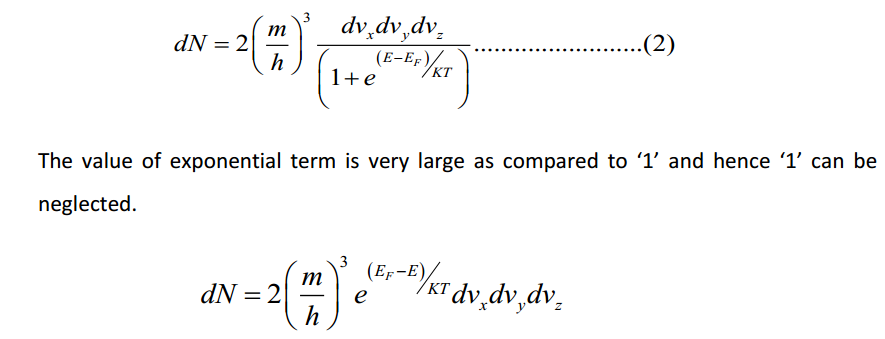 dN = 2(m/h)^3 dv_x dv_y dv_z / (1+e^{(E−E_F)/KT}) ..........................(2)
The value of exponential term is very large as compared to ‘1’ and hence ‘1’ can be
neglected.
dN = 2(m/h)^3 e^{(E_F−E)/KT} dv_x dv_y dv_z